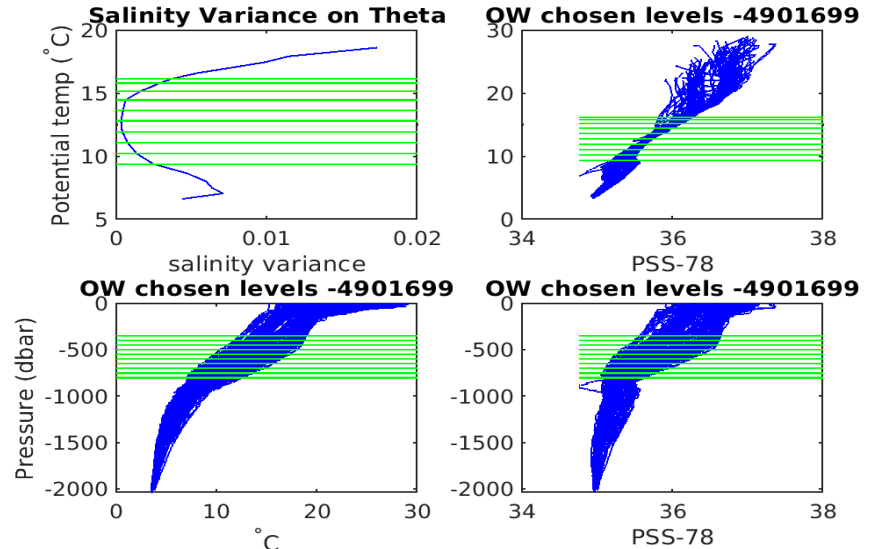 Salinity Variance on Theta
20
15
10
5
Potential temp ( ˚C)
0 0.01 0.02
salinity variance
OW chosen levels -4901699
30
20
10
0
34 36 38
PSS-78
OW chosen levels -4901699
0
-500
-1000
-1500
-2000
Pressure (dbar)
0 10 20 30
˚C
OW chosen levels -4901699
0
-500
-1000
-1500
-2000
34 36 38
PSS-78